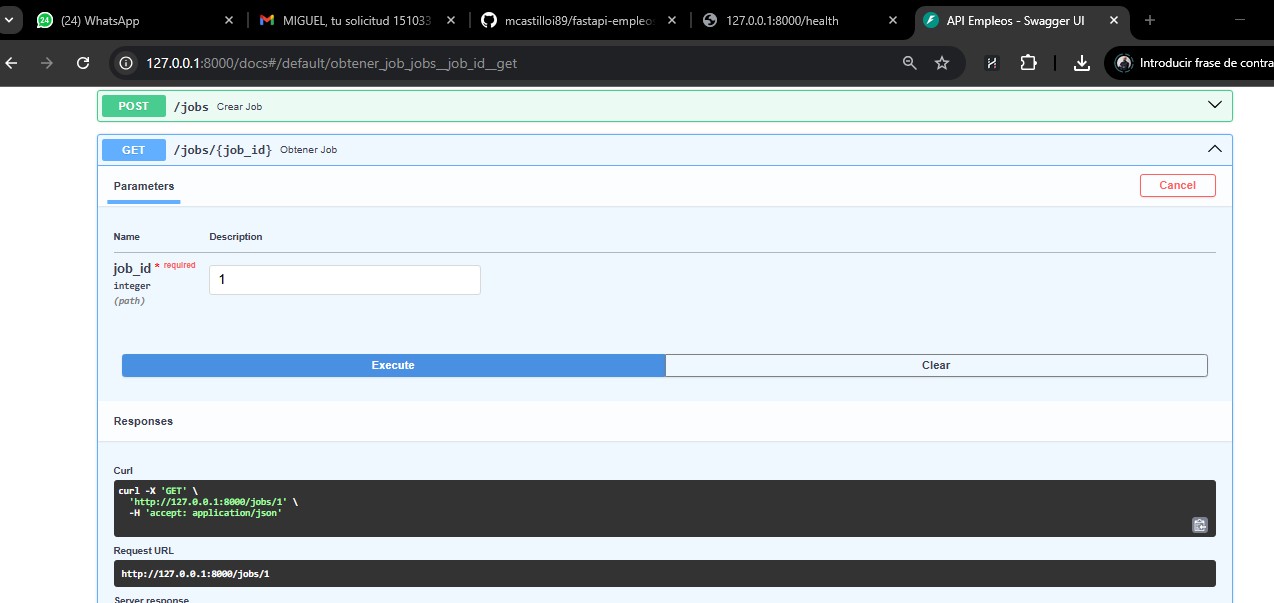 (24) WhatsApp
MIGUEL, tu solicitud 151033
mcastilloi89/fastapi-empleo
127.0.0.1:8000/health
API Empleos - Swagger UI
127.0.0.1:8000/docs#/default/obtener_job_jobs__job_id__get
Introducir frase de contra
POST /jobs Crear Job
GET /jobs/{job_id} Obtener Job
Parameters
Cancel
Name Description
job_id * required
integer
(path)
1
Execute
Clear
Responses
Curl
curl -X 'GET' \
'http://127.0.0.1:8000/jobs/1' \
-H 'accept: application/json'
Request URL
http://127.0.0.1:8000/jobs/1
Server response